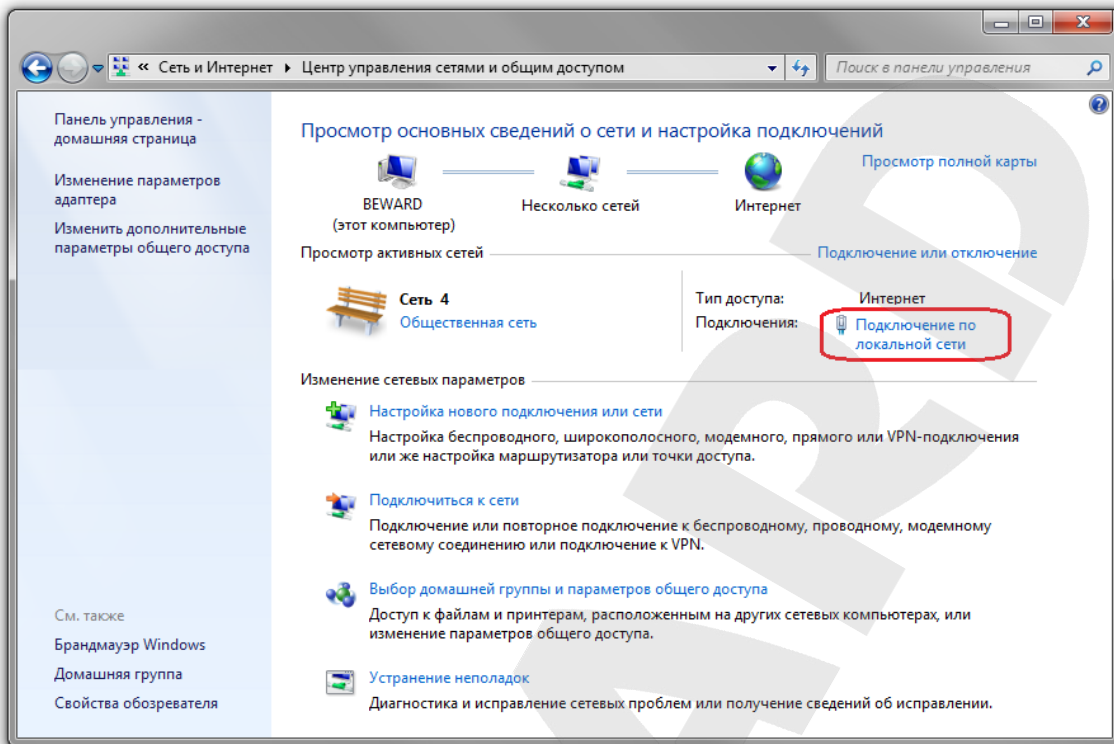 « Сеть и Интернет ▸ Центр управления сетями и общим доступом
Поиск в панели управления
Панель управления -
домашняя страница
Изменение параметров
адаптера
Изменить дополнительные
параметры общего доступа
См. также
Брандмауэр Windows
Домашняя группа
Свойства обозревателя
Просмотр основных сведений о сети и настройка подключений
Просмотр полной карты
BEWARD
(этот компьютер)
Несколько сетей
Интернет
Просмотр активных сетей
Подключение или отключение
Сеть 4
Общественная сеть
Тип доступа: Интернет
Подключения: Подключение по
локальной сети
Изменение сетевых параметров
Настройка нового подключения или сети
Настройка беспроводного, широкополосного, модемного, прямого или VPN-подключения
или же настройка маршрутизатора или точки доступа.
Подключиться к сети
Подключение или повторное подключение к беспроводному, проводному, модемному
сетевому соединению или подключение к VPN.
Выбор домашней группы и параметров общего доступа
Доступ к файлам и принтерам, расположенным на других сетевых компьютерах, или
изменение параметров общего доступа.
Устранение неполадок
Диагностика и исправление сетевых проблем или получение сведений об исправлении.
ARD